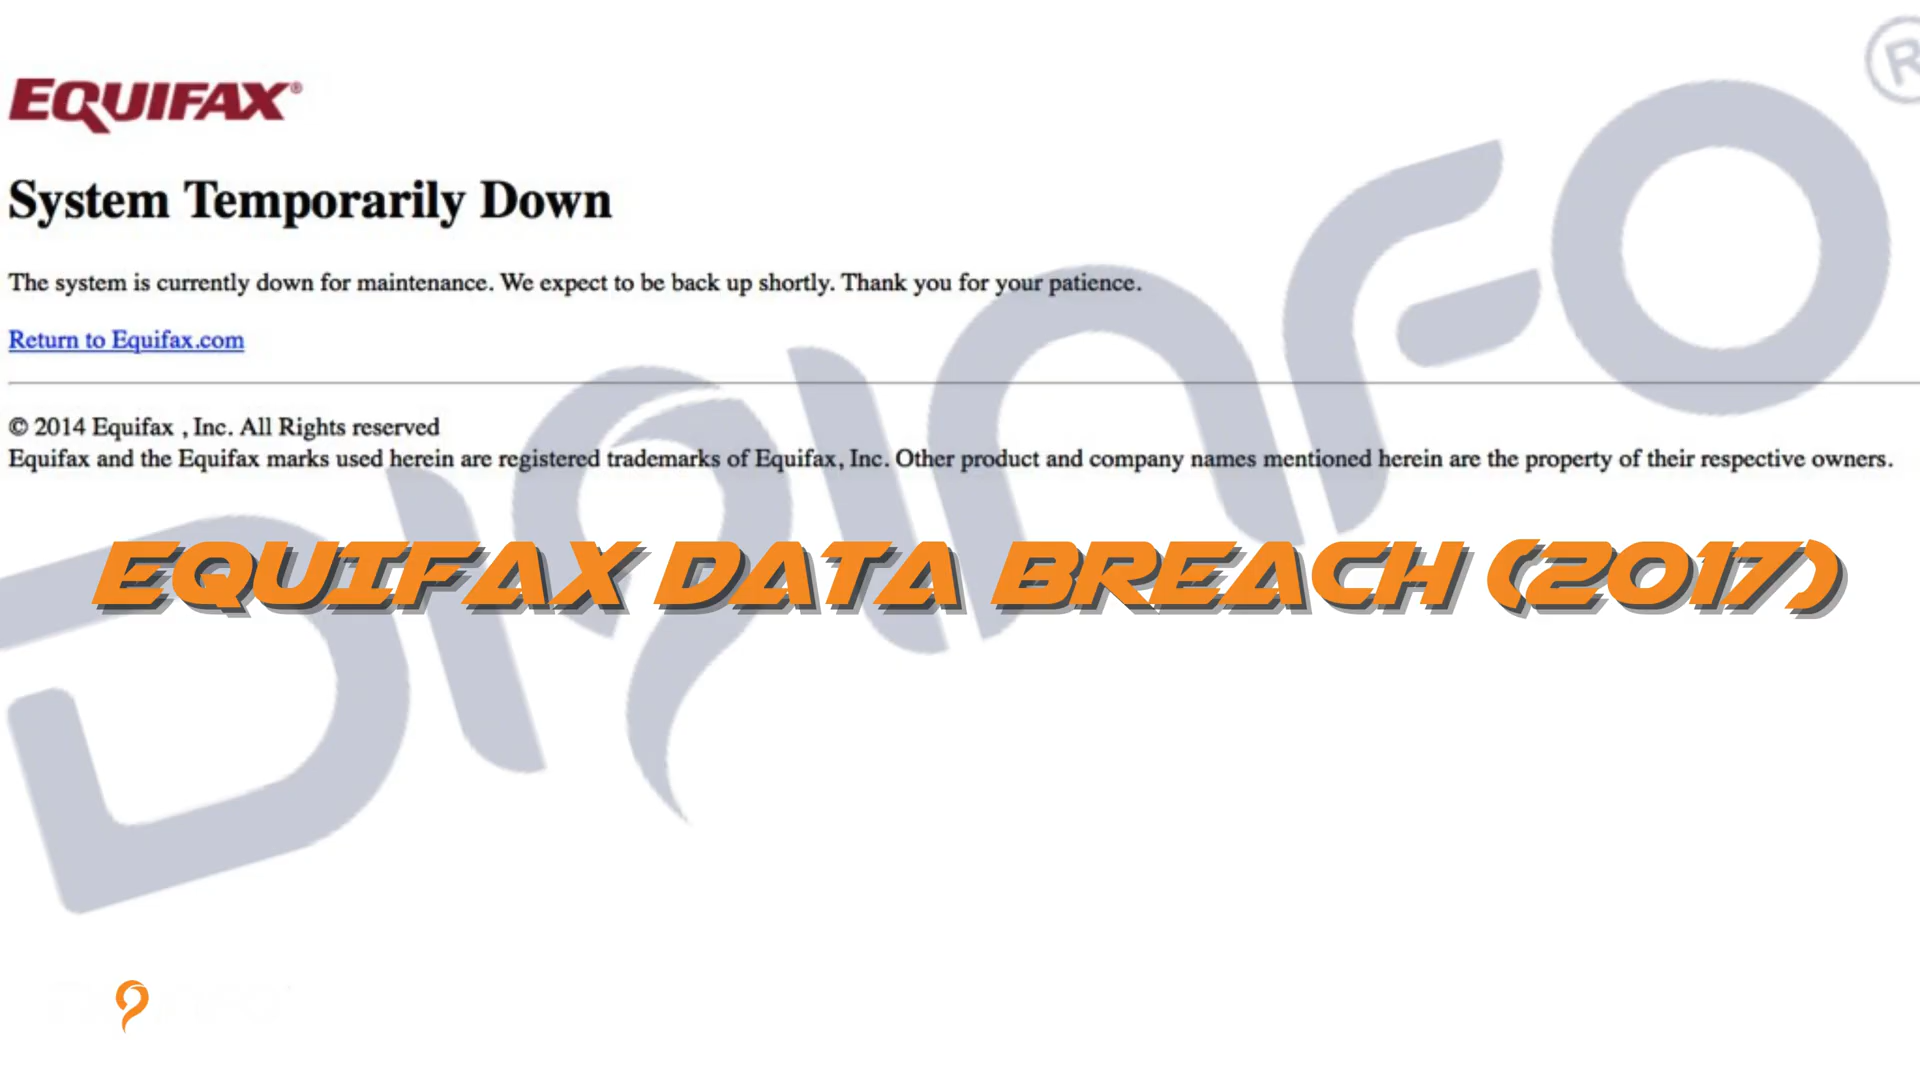 EQUIFAX®
System Temporarily Down
The system is currently down for maintenance. We expect to be back up shortly. Thank you for your patience.
Return to Equifax.com
© 2014 Equifax , Inc. All Rights reserved
Equifax and the Equifax marks used herein are registered trademarks of Equifax, Inc. Other product and company names mentioned herein are the property of their respective owners.
EQUIFAX DATA BREACH (2017)
DIGINFO ®